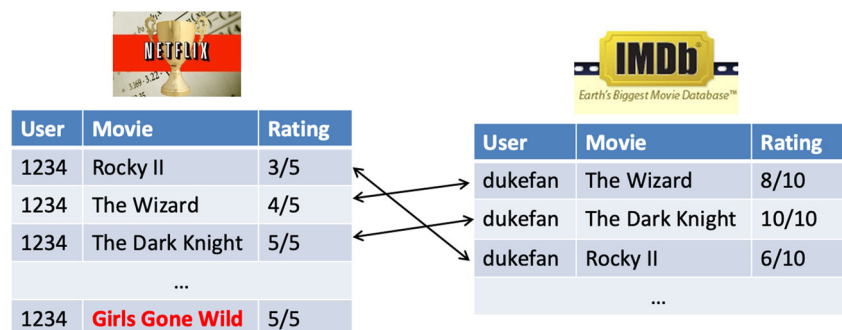 NETFLIX
User Movie Rating
1234 Rocky II 3/5
1234 The Wizard 4/5
1234 The Dark Knight 5/5
...
1234 Girls Gone Wild 5/5
IMDb
Earth's Biggest Movie Database™
User Movie Rating
dukefan The Wizard 8/10
dukefan The Dark Knight 10/10
dukefan Rocky II 6/10
...